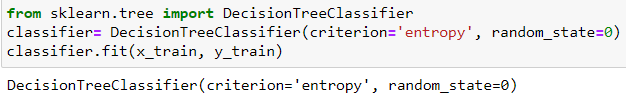 from sklearn.tree import DecisionTreeClassifier
classifier= DecisionTreeClassifier(criterion='entropy', random_state=0)
classifier.fit(x_train, y_train)
DecisionTreeClassifier(criterion='entropy', random_state=0)